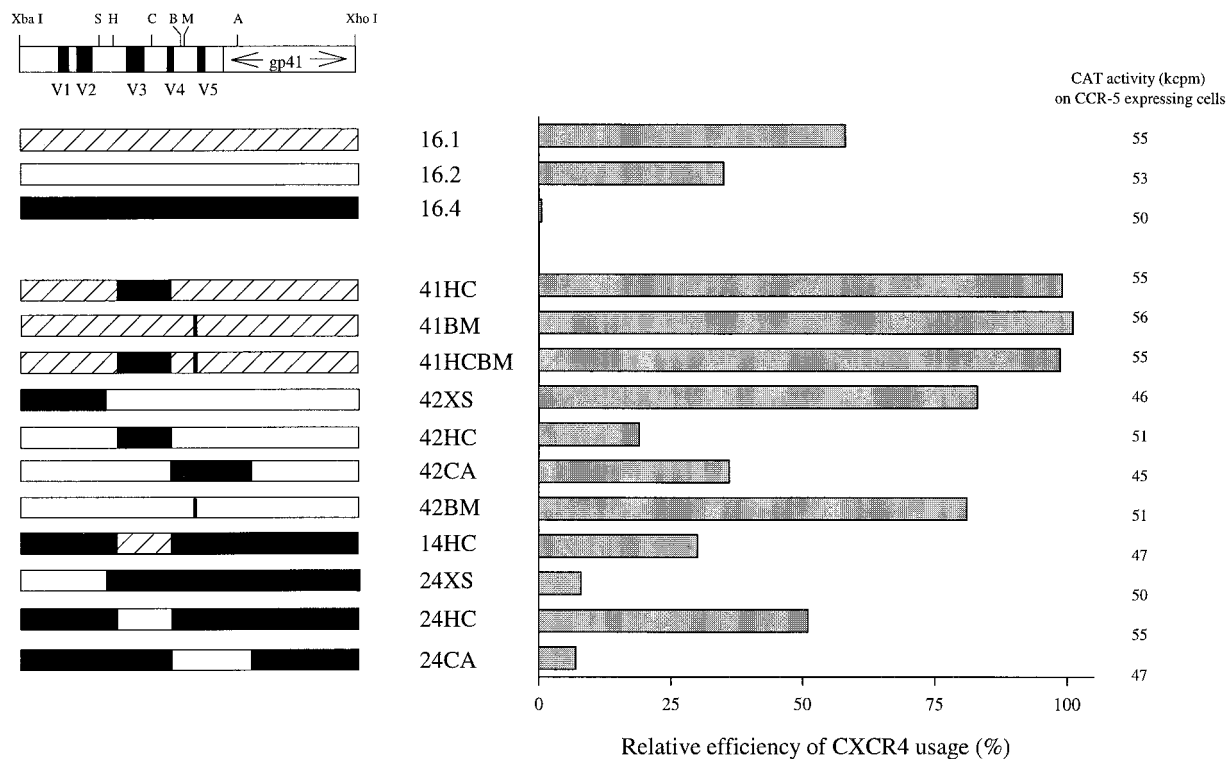 Xba I S H C B M A Xho I
gp41
V1 V2 V3 V4 V5
CAT activity (kcpm)
on CCR-5 expressing cells
16.1 55
16.2 53
16.4 50
41HC 55
41BM 56
41HCBM 55
42XS 46
42HC 51
42CA 45
42BM 51
14HC 47
24XS 50
24HC 55
24CA 47
0 25 50 75 100
Relative efficiency of CXCR4 usage (%)